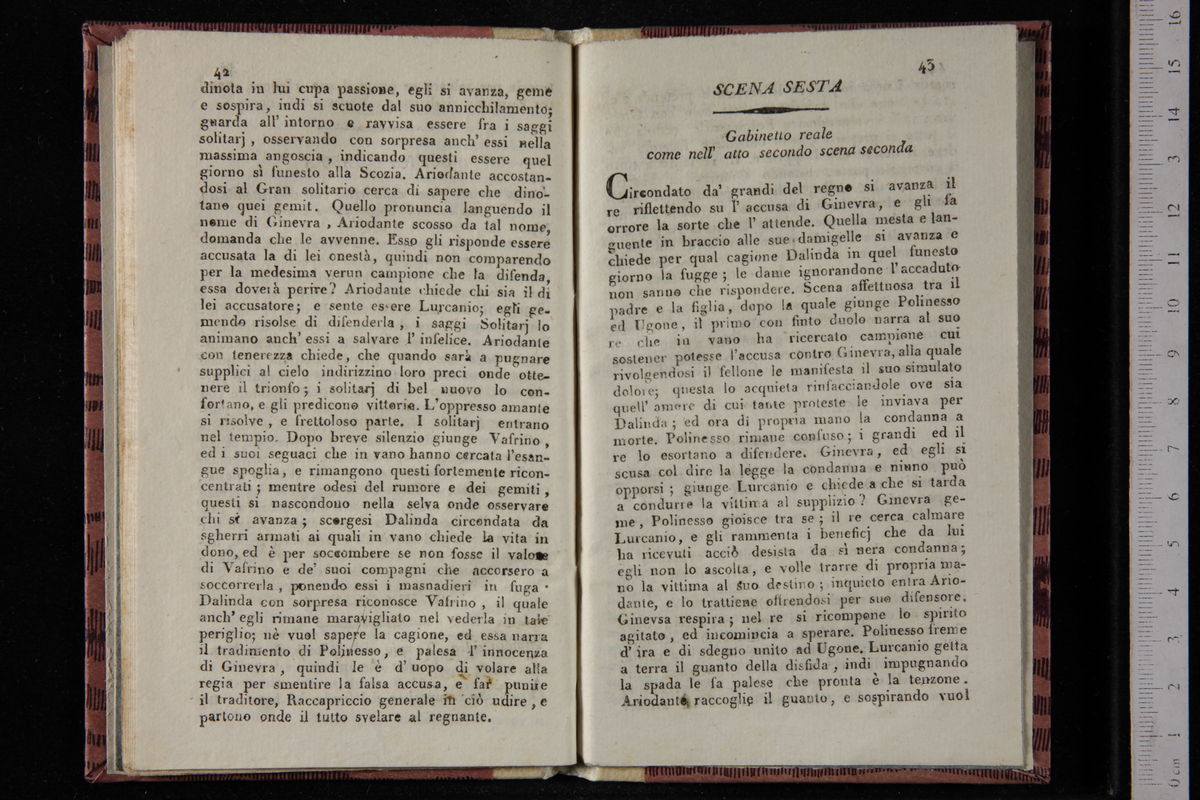 42
dinota in lui cupa passione, egli si avanza, geme
e sospira, indi si scuote dal suo annicchilamento;
guarda all' intorno e ravvisa essere fra i saggi
solitarj , osservando con sorpresa anch' essi nella
massima angoscia , indicando questi essere quel
giorno sì funesto alla Scozia. Ariodante accostan-
dosi al Gran solitario cerca di sapere che dino-
tano quei gemit. Quello pronuncia languendo il
nome di Ginevra , Ariodante scosso da tal nome,
domanda che le avvenne. Esso gli risponde essere
accusata la di lei onestà, quindi non comparendo
per la medesima verun campione che la difenda,
essa doverà perire? Ariodante chiede chi sia il di
lei accusatore; e sente essere Lurcanio; egli ge-
mendo risolse di difenderla , i saggi Solitarj lo
animano anch' essi a salvare l' infelice. Ariodante
con tenerezza chiede, che quando sarà a pugnare
supplici al cielo indirizzino loro preci onde otte-
nere il trionfo; i solitarj di bel nuovo lo con-
fortano, e gli predicono vittoria. L'oppresso amante
si risolve , e frettoloso parte. I solitarj entrano
nel tempio. Dopo breve silenzio giunge Vafrino ,
ed i suoi seguaci che in vano hanno cercata l'esan-
gue spoglia, e rimangono questi fortemente ricon-
centrati ; mentre odesi del rumore e dei gemiti ,
questi si nascondono nella selva onde osservare
chi si avanza ; scorgesi Dalinda circondata da
sgherri armati ai quali in vano chiede la vita in
dono, ed è per soccombere se non fosse il valore
di Vafrino e de' suoi compagni che accorsero a
soccorrerla , ponendo essi i masnadieri in fuga ·
Dalinda con sorpresa riconosce Vafrino , il quale
anch' egli rimane maravigliato nel vederla in tale
periglio; nè vuol sapere la cagione, ed essa narra
il tradimento di Polinesso, e palesa l' innocenza
di Ginevra , quindi le è d' uopo di volare alla
regia per smentire la falsa accusa, e far punire
il traditore, Raccapriccio generale in ciò udire , e
partono onde il tutto svelare al regnante.
43
SCENA SESTA
Gabinetto reale
come nell' atto secondo scena seconda
Circondato da' grandi del regno si avanza il
re riflettendo su l' accusa di Ginevra, e gli fa
orrore la sorte che l' attende. Quella mesta e lan-
guente in braccio alle sue damigelle si avanza e
chiede per qual cagione Dalinda in quel funesto
giorno la fugge ; le dame ignorandone l' accaduto
non sanno che rispondere. Scena affettuosa tra il
padre e la figlia, dopo la quale giunge Polinesso
ed Ugone, il primo con finto duolo narra al suo
re che in vano ha ricercato campione cui
sostener potesse l'accusa contro Ginevra, alla quale
rivolgendosi il fellone le manifesta il suo simulato
dolore; questa lo acquieta rinfacciandole ove sia
quell' amore di cui tante proteste le inviava per
Dalinda ; ed ora di propria mano la condanna a
morte. Polinesso rimane confuso ; i grandi ed il
re lo esortano a difendere. Ginevra, ed egli si
scusa col dire la legge la condanna e niuno può
opporsi ; giunge Lurcanio e chiede a che si tarda
a condurre la vittima al supplizio ? Ginevra ge-
me , Polinesso gioisce tra se ; il re cerca calmare
Lurcanio, e gli rammenta i beneficj che da lui
ha ricevuti acciò desista da sì nera condanna;
egli non lo ascolta, e volle trarre di propria ma-
no la vittima al suo destino ; inquieto entra Ario-
dante, e lo trattiene offrendosi per suo difensore.
Ginevsa respira ; nel re si ricompone lo spirito
agitato , ed incomincia a sperare. Polinesso freme
d' ira e di sdegno unito ad Ugone. Lurcanio getta
a terra il guanto della disfida , indi impugnando
la spada le fa palese che pronta è la tenzone.
Ariodante raccoglie il guanto, e sospirando vuol
0 cm 1 2 3 4 5 6 7 8 9 10 11 12 13 14 15 16